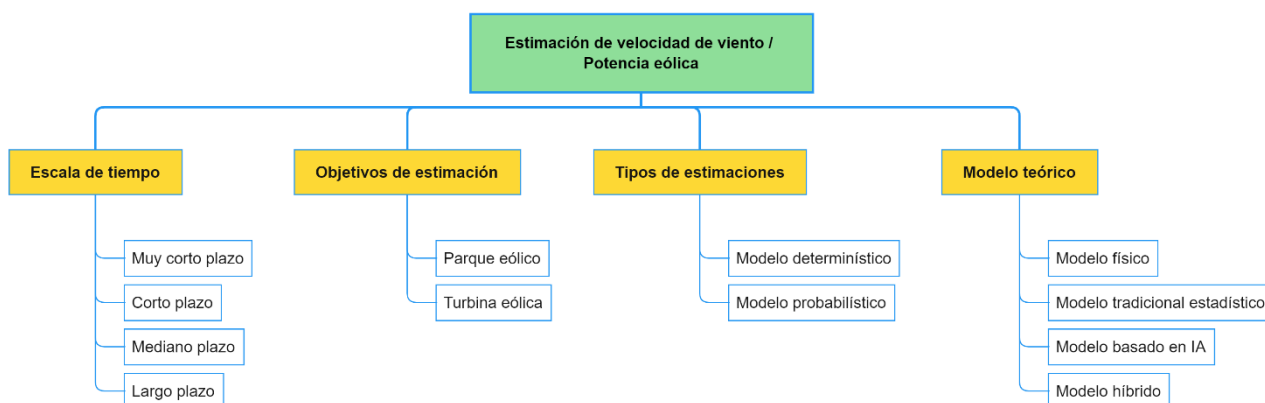 Estimación de velocidad de viento /
Potencia eólica
Escala de tiempo
Muy corto plazo
Corto plazo
Mediano plazo
Largo plazo
Objetivos de estimación
Parque eólico
Turbina eólica
Tipos de estimaciones
Modelo determinístico
Modelo probabilístico
Modelo teórico
Modelo físico
Modelo tradicional estadístico
Modelo basado en IA
Modelo híbrido